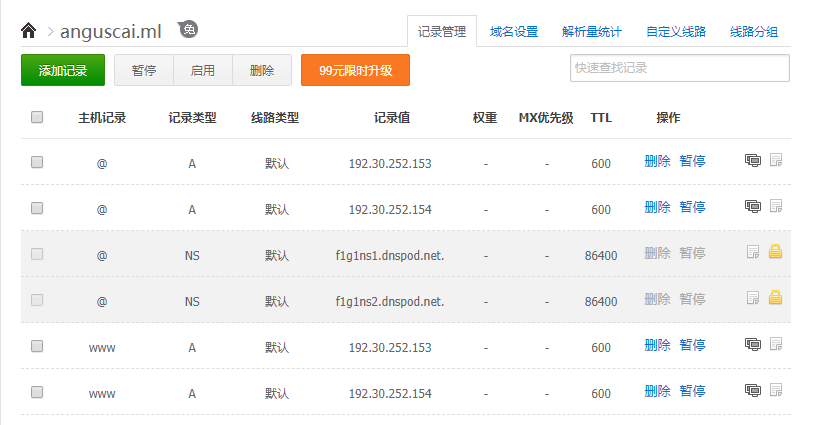 anguscai.ml 免
记录管理 域名设置 解析量统计 自定义线路 线路分组
添加记录 暂停 启用 删除 99元限时升级 快速查找记录
主机记录 记录类型 线路类型 记录值 权重 MX优先级 TTL 操作
@ A 默认 192.30.252.153 - - 600 删除 暂停
@ A 默认 192.30.252.154 - - 600 删除 暂停
@ NS 默认 f1g1ns1.dnspod.net. - - 86400 删除 暂停
@ NS 默认 f1g1ns2.dnspod.net. - - 86400 删除 暂停
www A 默认 192.30.252.153 - - 600 删除 暂停
www A 默认 192.30.252.154 - - 600 删除 暂停